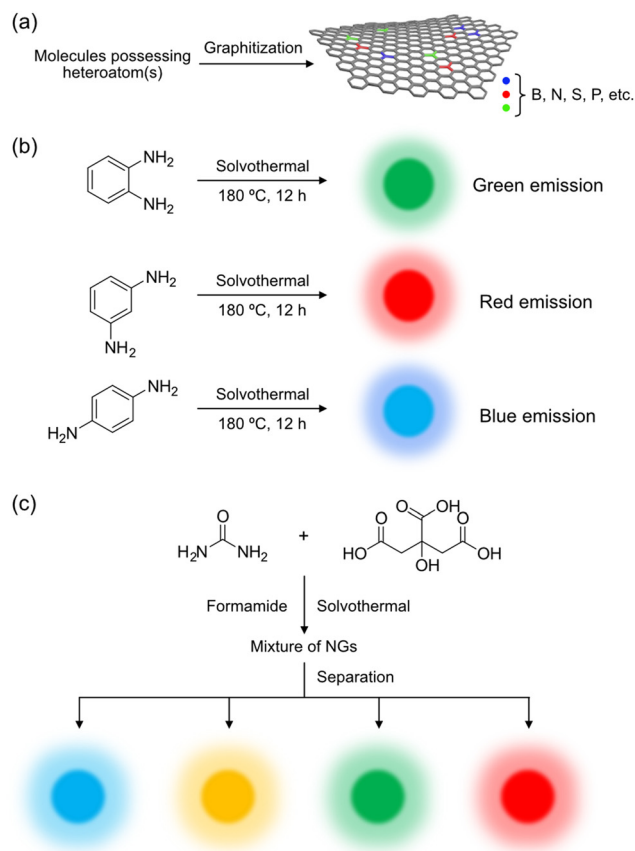 (a)
Molecules possessing
heteroatom(s)
Graphitization
B, N, S, P, etc.
(b)
NH2
NH2
Solvothermal
180 ºC, 12 h
Green emission
NH2
NH2
Solvothermal
180 ºC, 12 h
Red emission
NH2
H2N
Solvothermal
180 ºC, 12 h
Blue emission
(c)
O
H2N NH2
+
O OH
O O
HO OH
OH
Formamide Solvothermal
Mixture of NGs
Separation